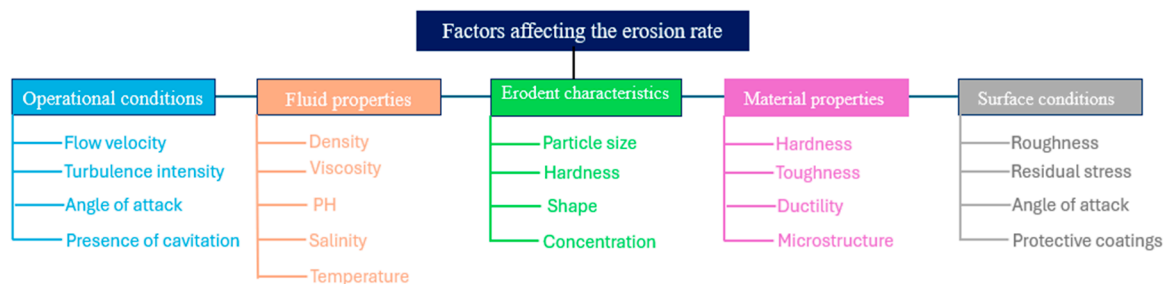 Factors affecting the erosion rate
Operational conditions
Flow velocity
Turbulence intensity
Angle of attack
Presence of cavitation
Fluid properties
Density
Viscosity
PH
Salinity
Temperature
Erodent characteristics
Particle size
Hardness
Shape
Concentration
Material properties
Hardness
Toughness
Ductility
Microstructure
Surface conditions
Roughness
Residual stress
Angle of attack
Protective coatings